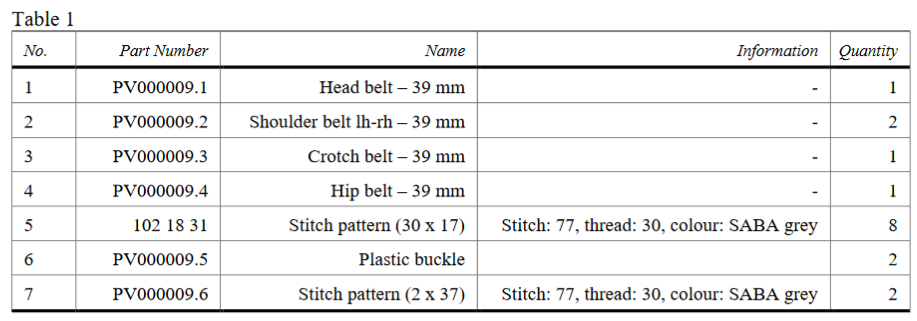 Table 1
No. Part Number Name Information Quantity
1 PV000009.1 Head belt – 39 mm - 1
2 PV000009.2 Shoulder belt lh-rh – 39 mm - 2
3 PV000009.3 Crotch belt – 39 mm - 1
4 PV000009.4 Hip belt – 39 mm - 1
5 102 18 31 Stitch pattern (30 x 17) Stitch: 77, thread: 30, colour: SABA grey 8
6 PV000009.5 Plastic buckle 2
7 PV000009.6 Stitch pattern (2 x 37) Stitch: 77, thread: 30, colour: SABA grey 2